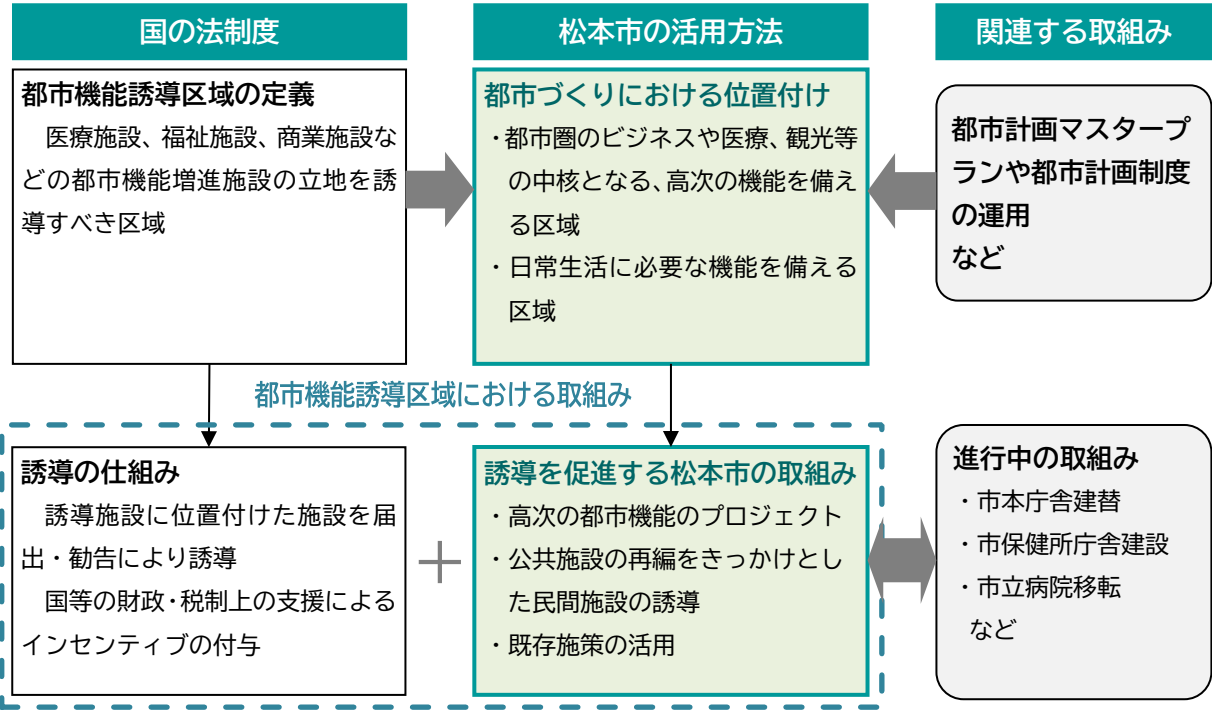 国の法制度
松本市の活用方法
関連する取組み
都市機能誘導区域の定義
医療施設、福祉施設、商業施設な
どの都市機能増進施設の立地を誘
導すべき区域
都市づくりにおける位置付け
・都市圏のビジネスや医療、観光等
の中核となる、高次の機能を備え
る区域
・日常生活に必要な機能を備える
区域
都市計画マスタープ
ランや都市計画制度
の運用
など
都市機能誘導区域における取組み
誘導の仕組み
誘導施設に位置付けた施設を届
出・勧告により誘導
国等の財政・税制上の支援による
インセンティブの付与
＋
誘導を促進する松本市の取組み
・高次の都市機能のプロジェクト
・公共施設の再編をきっかけとし
た民間施設の誘導
・既存施策の活用
進行中の取組み
・市本庁舎建替
・市保健所庁舎建設
・市立病院移転
など